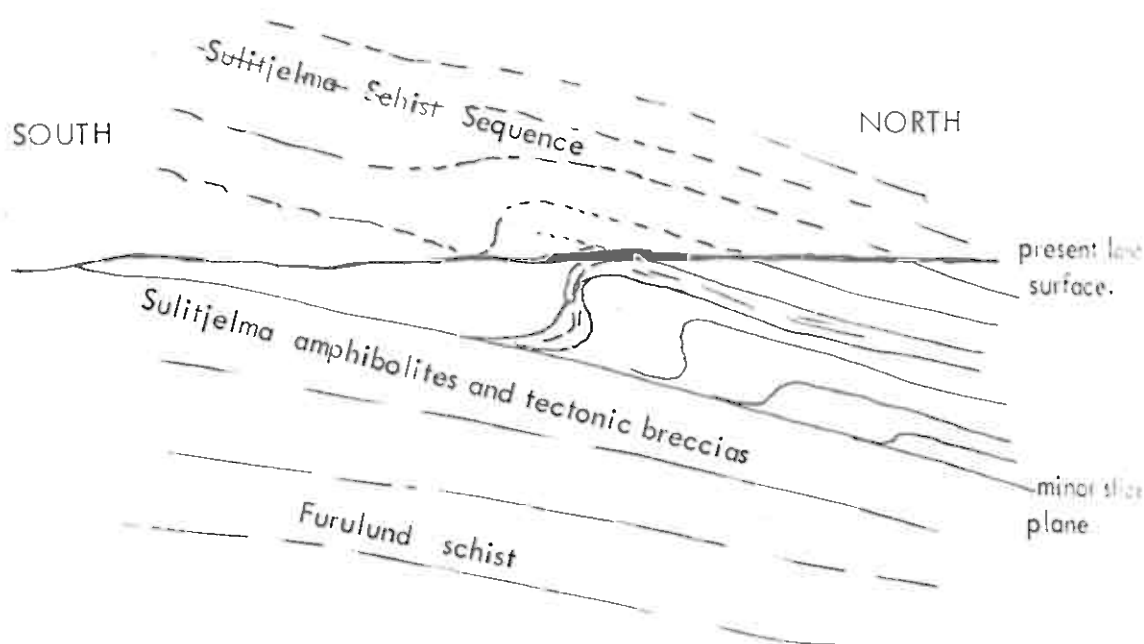 Sulitjelma Schist Sequence
SOUTH
NORTH
present
surface.
Sulitjelma amphibolites and tectonic breccias
minor
plane
Furulund schist